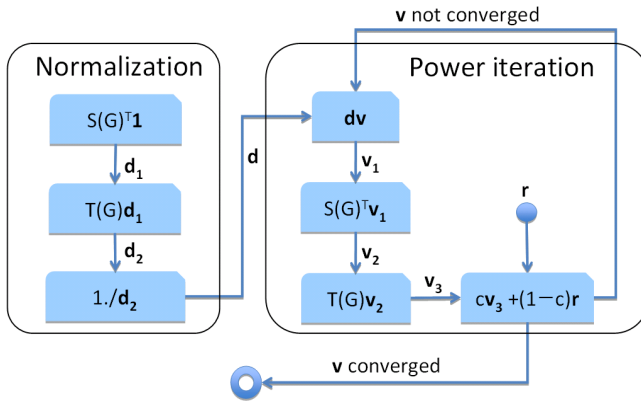 v not converged
Normalization
Power iteration
S(G)ᵀ1
d₁
T(G)d₁
d₂
1./d₂
d
dv
v₁
S(G)ᵀv₁
v₂
T(G)v₂
v₃
r
cv₃ +(1−c)r
v converged